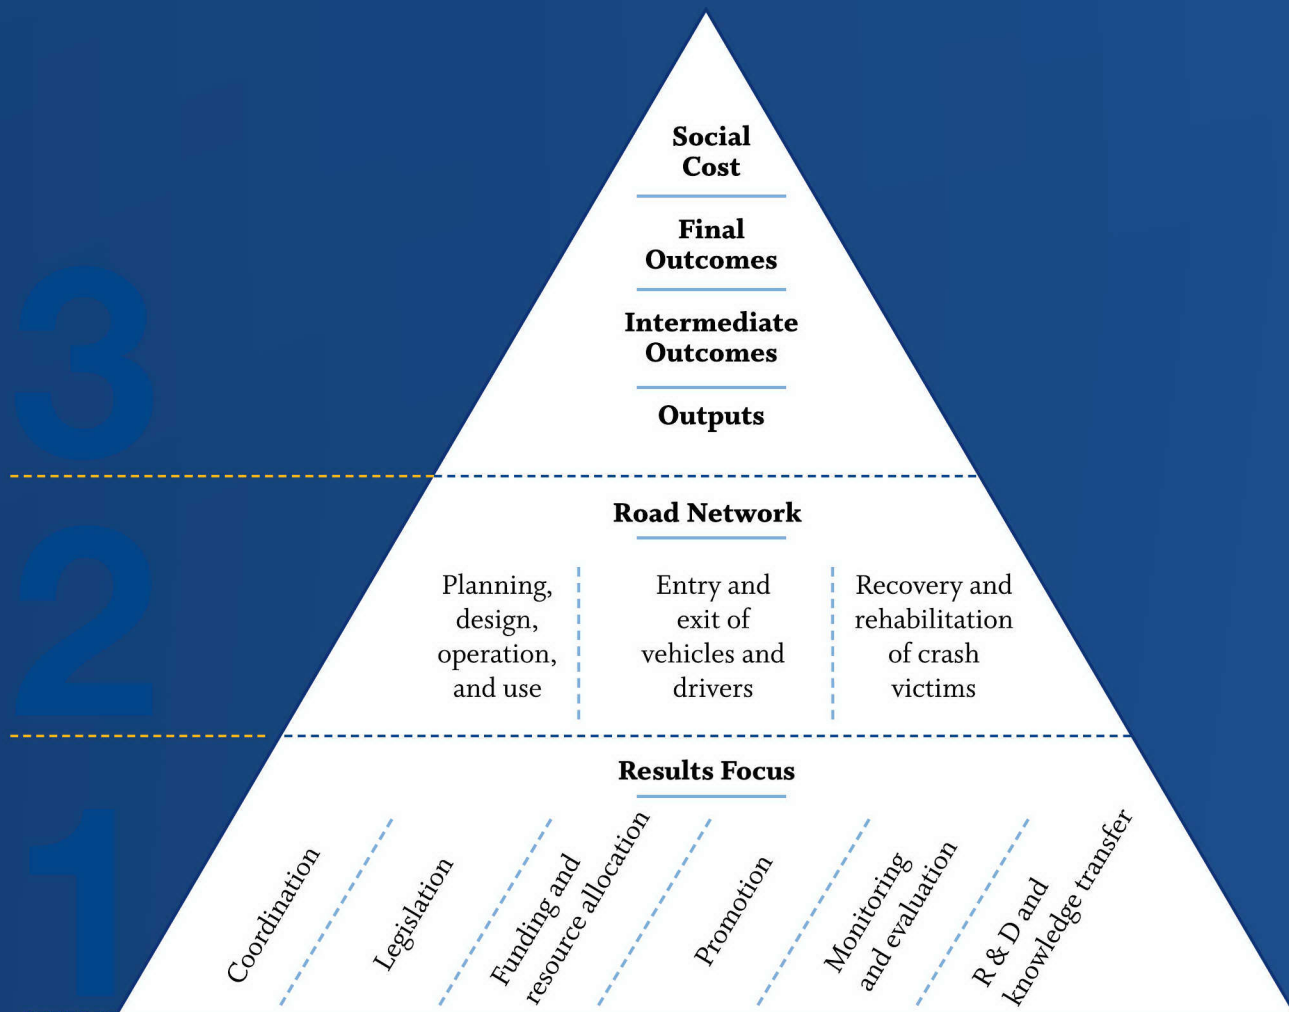 Social
Cost
Final
Outcomes
Intermediate
Outcomes
Outputs
3
Road Network
Planning,
design,
operation,
and use
Entry and
exit of
vehicles and
drivers
Recovery and
rehabilitation
of crash
victims
2
Results Focus
Coordination
Legislation
Funding and
resource allocation
Promotion
Monitoring
and evaluation
R & D and
knowledge transfer
1